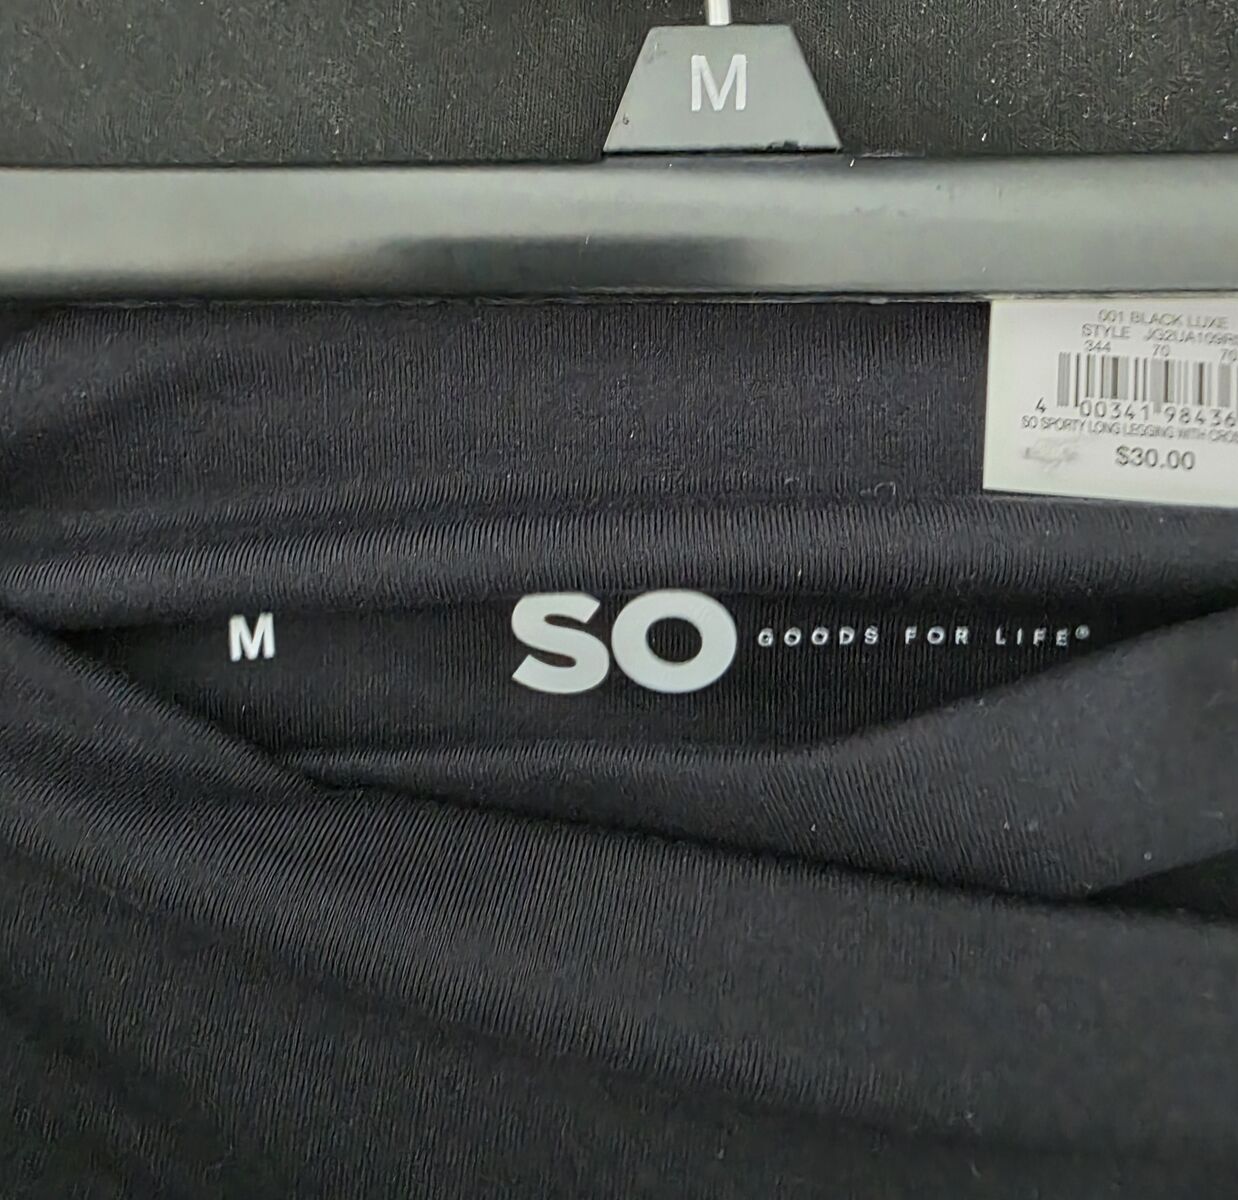 M
001 BLACK LUXE
STYLE
344 70 70
4 00341 98436
SO SPORTY LONG LEGGING WITH
$30.00
M SO GOODS FOR LIFE®